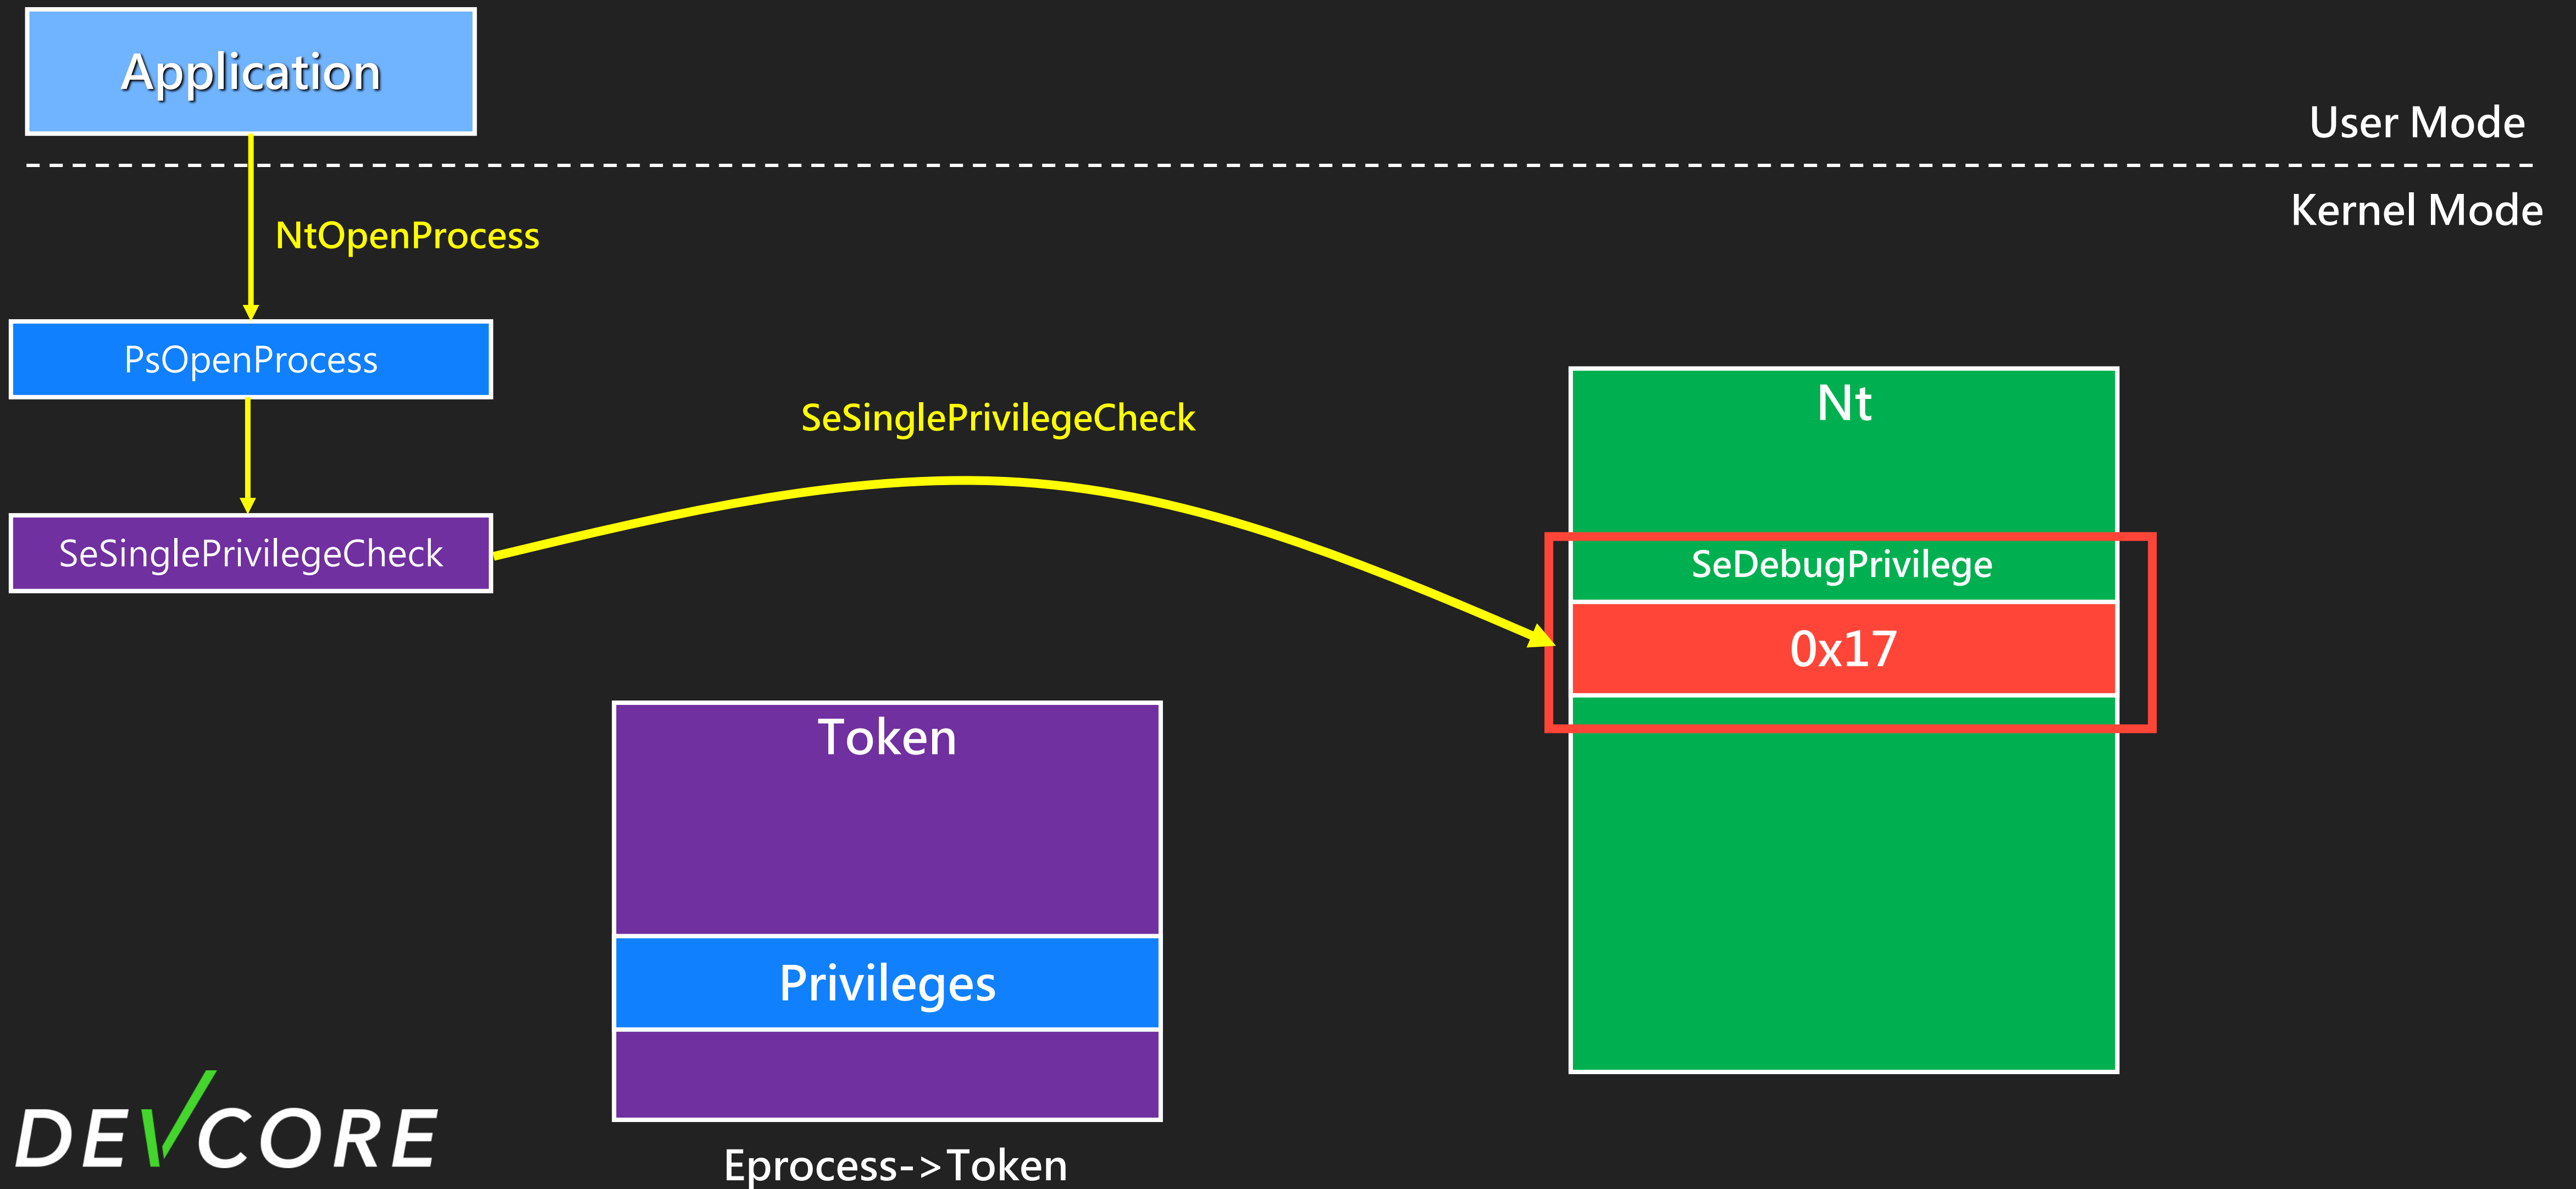 Application
User Mode
Kernel Mode
NtOpenProcess
PsOpenProcess
SeSinglePrivilegeCheck
SeSinglePrivilegeCheck
Nt
SeDebugPrivilege
0x17
Token
Privileges
Eprocess->Token
DEVCORE